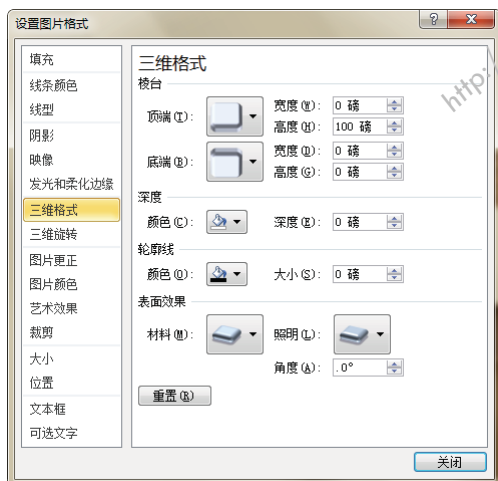 设置图片格式
填充
线条颜色
线型
阴影
映像
发光和柔化边缘
三维格式
三维旋转
图片更正
图片颜色
艺术效果
裁剪
大小
位置
文本框
可选文字
三维格式
棱台
顶端(T):
宽度(W): 0 磅
高度(H): 100 磅
底端(B):
宽度(D): 0 磅
高度(G): 0 磅
深度
颜色(C): 深度(E): 0 磅
轮廓线
颜色(O): 大小(S): 0 磅
表面效果
材料(M): 照明(L):
角度(A): .0°
重置(R)
关闭
http:/